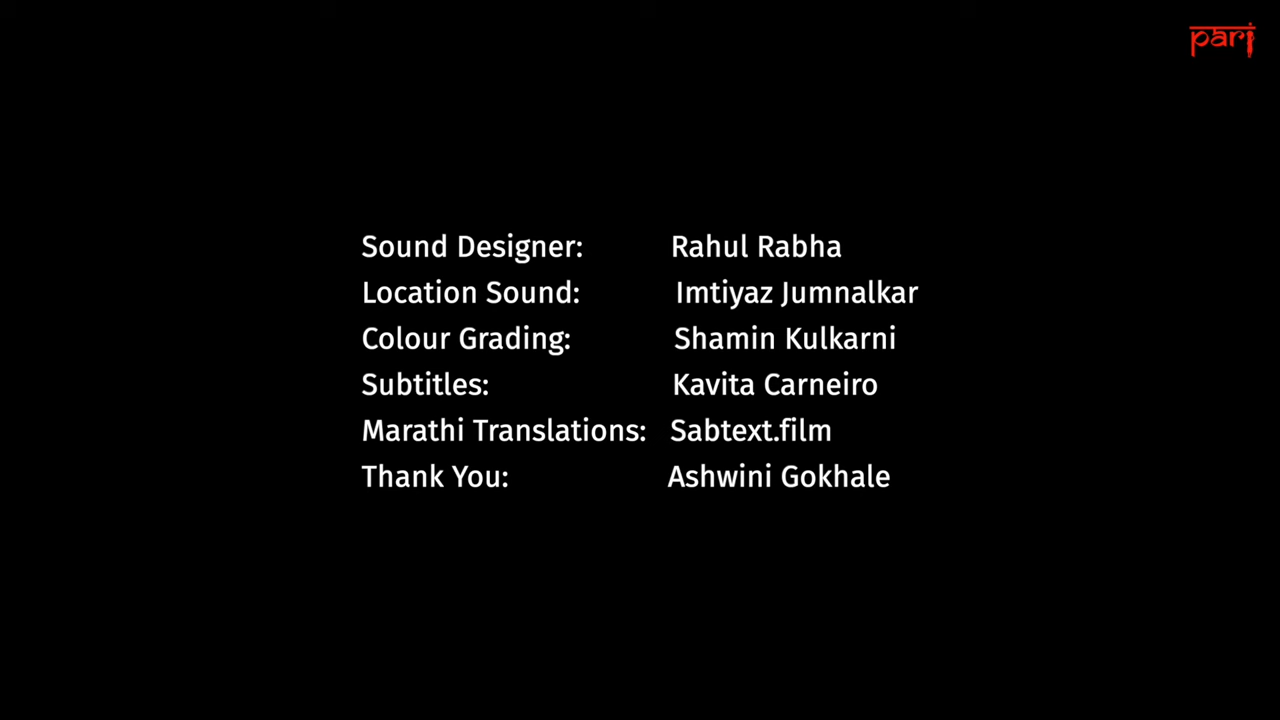 pari
Sound Designer: Rahul Rabha
Location Sound: Imtiyaz Jumnalkar
Colour Grading: Shamin Kulkarni
Subtitles: Kavita Carneiro
Marathi Translations: Sabtext.film
Thank You: Ashwini Gokhale